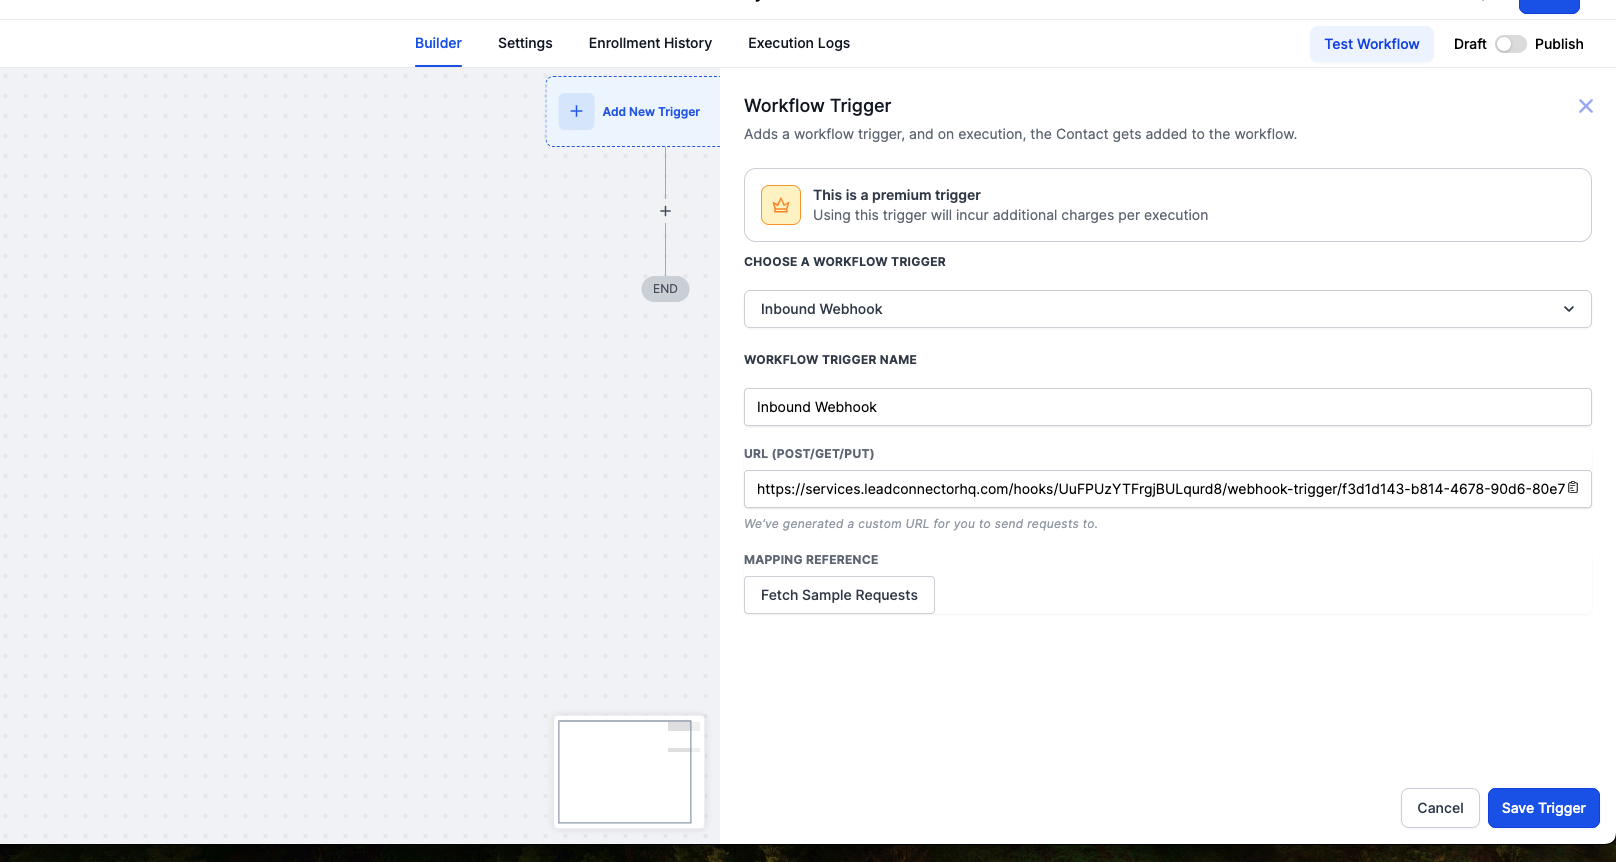 Builder
Settings
Enrollment History
Execution Logs
Test Workflow
Draft
Publish
Add New Trigger
END
Workflow Trigger
Adds a workflow trigger, and on execution, the Contact gets added to the workflow.
This is a premium trigger
Using this trigger will incur additional charges per execution
CHOOSE A WORKFLOW TRIGGER
Inbound Webhook
WORKFLOW TRIGGER NAME
Inbound Webhook
URL (POST/GET/PUT)
https://services.leadconnectorhq.com/hooks/UuFPUzYTFrgjBULqurd8/webhook-trigger/f3d1d143-b814-4678-90d6-80e7
We've generated a custom URL for you to send requests to.
MAPPING REFERENCE
Fetch Sample Requests
Cancel
Save Trigger